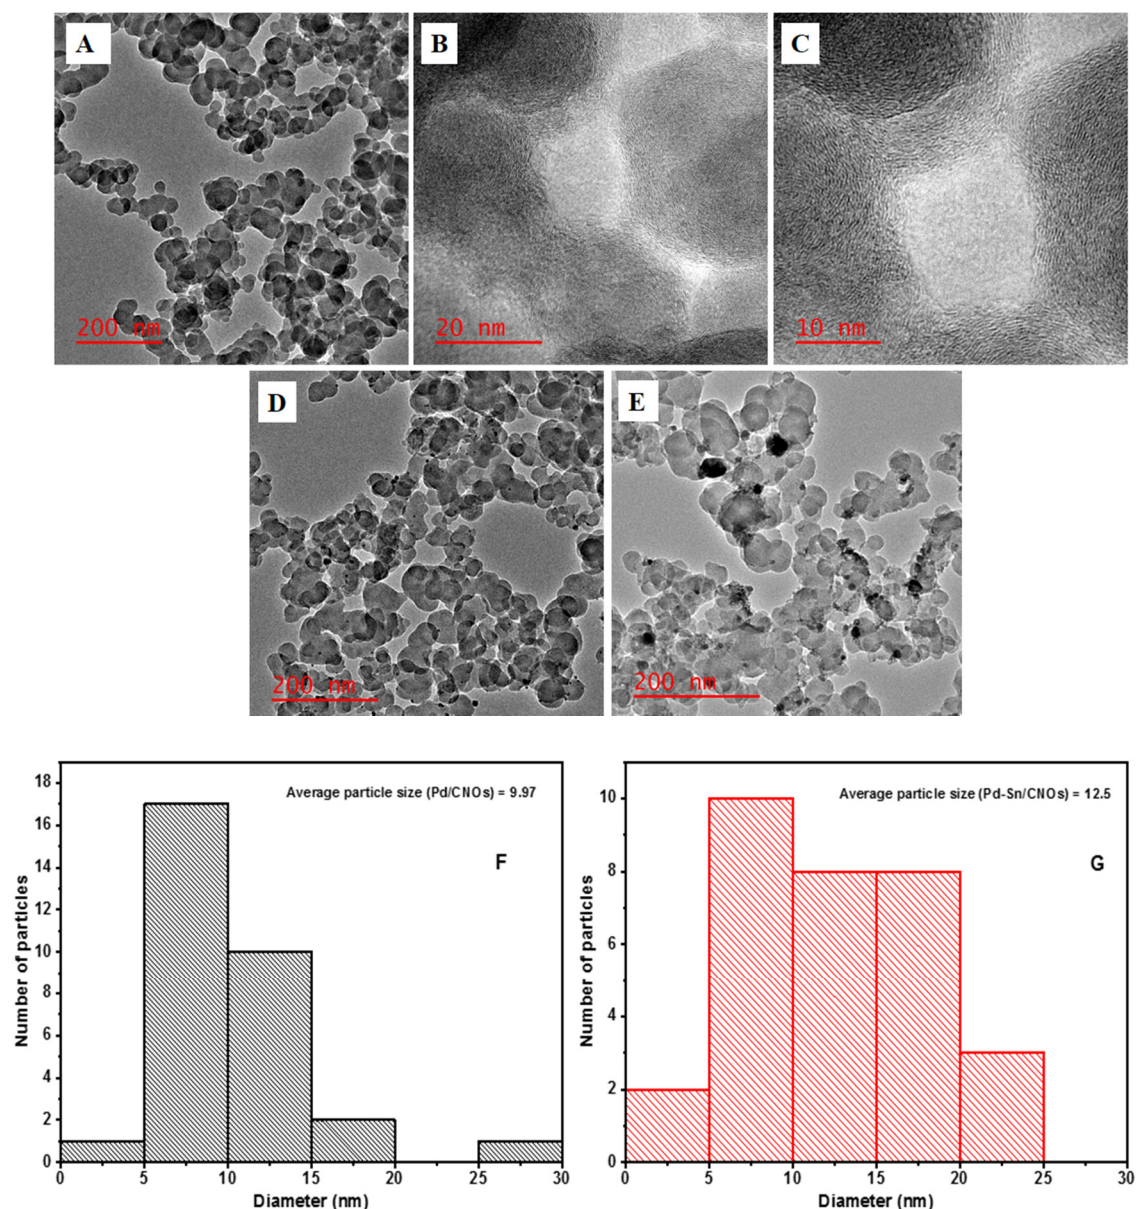 A
B
C
200 nm
20 nm
10 nm
D
E
200 nm
200 nm
Average particle size (Pd/CNOs) = 9.97
F
Number of particles
18
16
14
12
10
8
6
4
2
0
0 5 10 15 20 25 30
Diameter (nm)
Average particle size (Pd-Sn/CNOs) = 12.5
G
Number of particles
10
8
6
4
2
0
0 5 10 15 20 25 30
Diameter (nm)